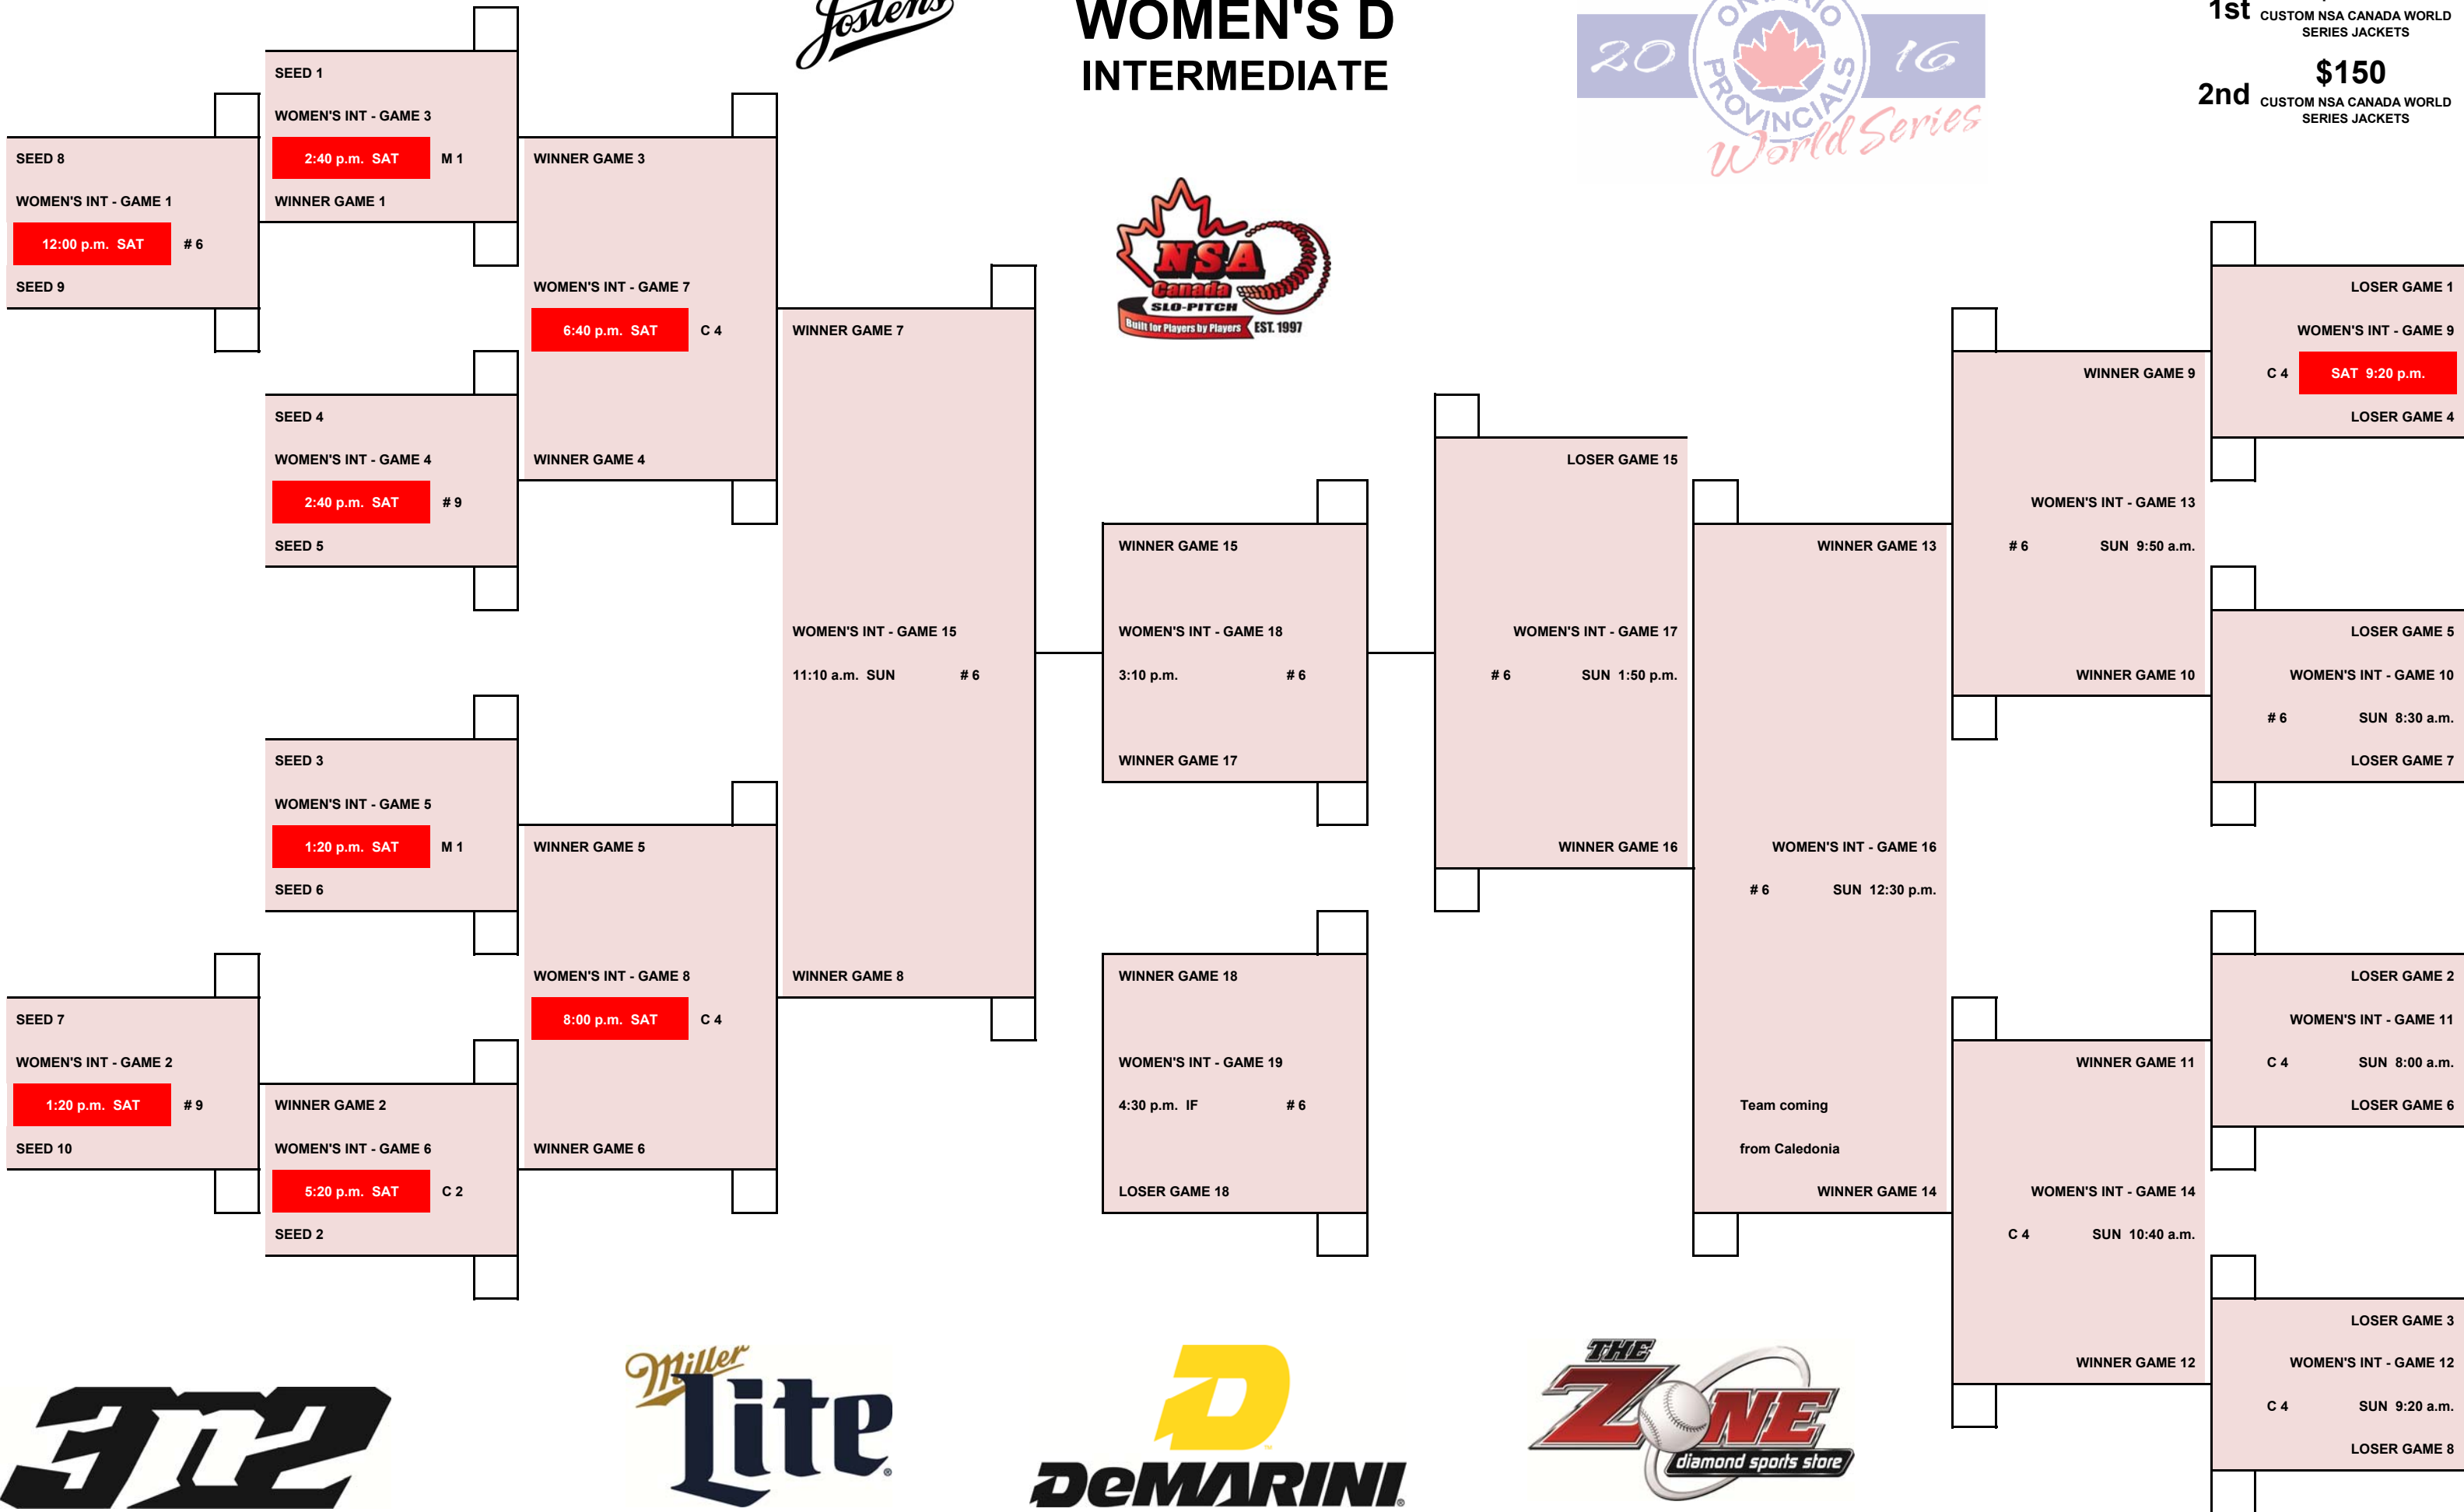 Jostens
WOMEN'S D
INTERMEDIATE
ONTARIO
PROVINCIALS
20 16
World Series
1st
CUSTOM NSA CANADA WORLD
SERIES JACKETS
$150
2nd
CUSTOM NSA CANADA WORLD
SERIES JACKETS
NSA
Canada
SLO-PITCH
Built for Players by Players EST. 1997
SEED 8
WOMEN'S INT - GAME 1
12:00 p.m. SAT # 6
SEED 9
SEED 7
WOMEN'S INT - GAME 2
1:20 p.m. SAT # 9
SEED 10
SEED 1
WOMEN'S INT - GAME 3
2:40 p.m. SAT M 1
WINNER GAME 1
SEED 4
WOMEN'S INT - GAME 4
2:40 p.m. SAT # 9
SEED 5
SEED 3
WOMEN'S INT - GAME 5
1:20 p.m. SAT M 1
SEED 6
WINNER GAME 2
WOMEN'S INT - GAME 6
5:20 p.m. SAT C 2
SEED 2
WINNER GAME 3
WOMEN'S INT - GAME 7
6:40 p.m. SAT C 4
WINNER GAME 4
WINNER GAME 5
WOMEN'S INT - GAME 8
8:00 p.m. SAT C 4
WINNER GAME 6
WINNER GAME 7
WOMEN'S INT - GAME 15
11:10 a.m. SUN # 6
WINNER GAME 8
WINNER GAME 15
WOMEN'S INT - GAME 18
3:10 p.m. # 6
WINNER GAME 17
WINNER GAME 18
WOMEN'S INT - GAME 19
4:30 p.m. IF # 6
LOSER GAME 18
LOSER GAME 15
WOMEN'S INT - GAME 17
# 6 SUN 1:50 p.m.
WINNER GAME 16
WINNER GAME 13
WOMEN'S INT - GAME 16
# 6 SUN 12:30 p.m.
Team coming
from Caledonia
WINNER GAME 14
WINNER GAME 9
WOMEN'S INT - GAME 13
# 6 SUN 9:50 a.m.
WINNER GAME 10
WINNER GAME 11
WOMEN'S INT - GAME 14
C 4 SUN 10:40 a.m.
WINNER GAME 12
LOSER GAME 1
WOMEN'S INT - GAME 9
C 4 SAT 9:20 p.m.
LOSER GAME 4
LOSER GAME 5
WOMEN'S INT - GAME 10
# 6 SUN 8:30 a.m.
LOSER GAME 7
LOSER GAME 2
WOMEN'S INT - GAME 11
C 4 SUN 8:00 a.m.
LOSER GAME 6
LOSER GAME 3
WOMEN'S INT - GAME 12
C 4 SUN 9:20 a.m.
LOSER GAME 8
3n2
Miller
Lite
DeMARINI
THE
ZONE
diamond sports store